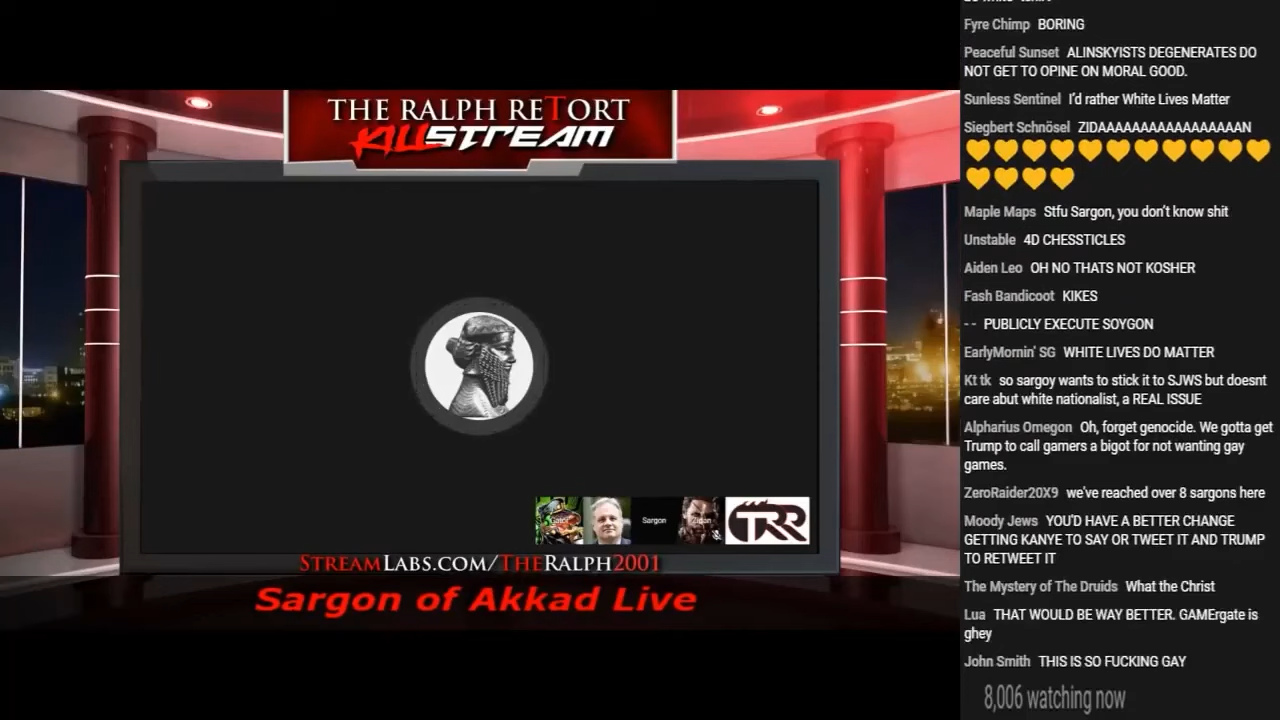 THE RALPH RETORT
KILLSTREAM
Gator
Sargon
Zidan
TRR
STREAMLABS.COM/THERALPH2001
Sargon of Akkad Live
Fyre Chimp BORING
Peaceful Sunset ALINSKYISTS DEGENERATES DO
NOT GET TO OPINE ON MORAL GOOD.
Sunless Sentinel I'd rather White Lives Matter
Siegbert Schnösel ZIDAAAAAAAAAAAAAAAAAN
Maple Maps Stfu Sargon, you don't know shit
Unstable 4D CHESSTICLES
Aiden Leo OH NO THATS NOT KOSHER
Fash Bandicoot KIKES
- - PUBLICLY EXECUTE SOYGON
EarlyMornin' SG WHITE LIVES DO MATTER
Kt tk so sargoy wants to stick it to SJWS but doesnt
care abut white nationalist, a REAL ISSUE
Alpharius Omegon Oh, forget genocide. We gotta get
Trump to call gamers a bigot for not wanting gay
games.
ZeroRaider20X9 we've reached over 8 sargons here
Moody Jews YOU'D HAVE A BETTER CHANGE
GETTING KANYE TO SAY OR TWEET IT AND TRUMP
TO RETWEET IT
The Mystery of The Druids What the Christ
Lua THAT WOULD BE WAY BETTER. GAMErgate is
ghey
John Smith THIS IS SO FUCKING GAY
8,006 watching now